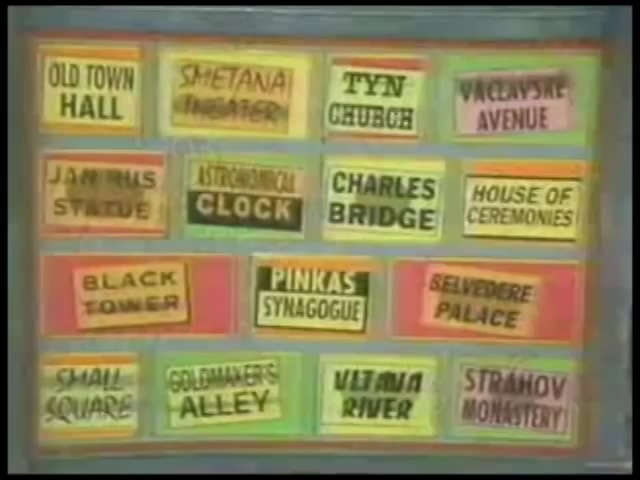 OLD TOWN
HALL
SMETANA
THEATER
TYN
CHURCH
VACLAVSKE
AVENUE
JAN HUS
STATUE
ASTRONOMICAL
CLOCK
CHARLES
BRIDGE
HOUSE OF
CEREMONIES
BLACK
TOWER
PINKAS
SYNAGOGUE
BELVEDERE
PALACE
SMALL
SQUARE
GOLDMAKER'S
ALLEY
VLTAVA
RIVER
STRAHOV
MONASTERY